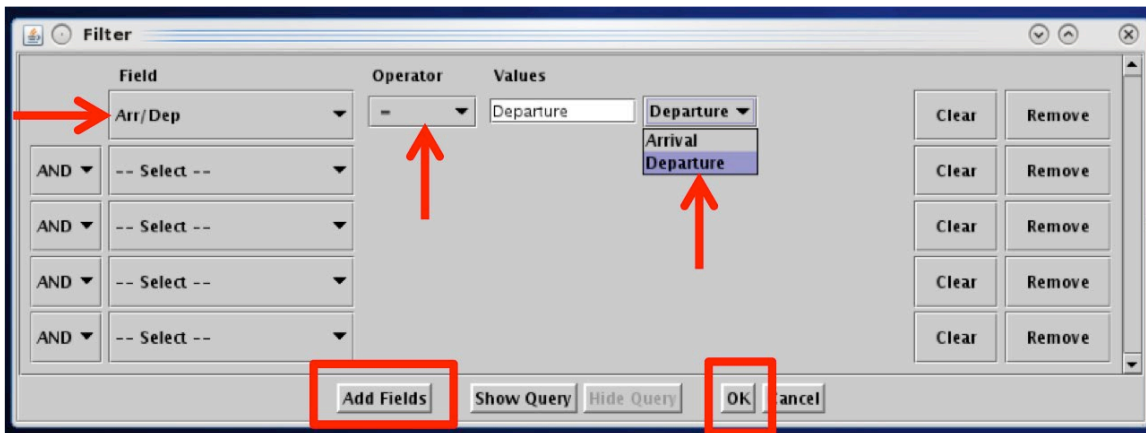 Filter
Field Operator Values
Arr/Dep = Departure Departure Clear Remove
Arrival
Departure
AND -- Select -- Clear Remove
AND -- Select -- Clear Remove
AND -- Select -- Clear Remove
AND -- Select -- Clear Remove
Add Fields Show Query Hide Query OK Cancel